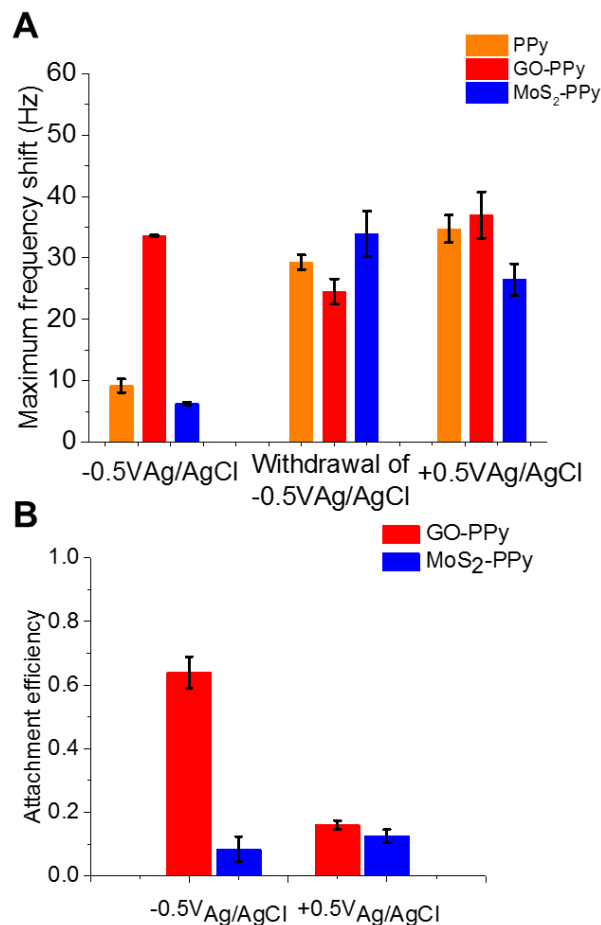 A
PPy
GO-PPy
MoS₂-PPy
Maximum frequency shift (Hz)
60
50
40
30
20
10
0
-0.5VAg/AgCl
Withdrawal of
-0.5VAg/AgCl
+0.5VAg/AgCl
B
GO-PPy
MoS₂-PPy
Attachment efficiency
1.0
0.8
0.6
0.4
0.2
0.0
-0.5VAg/AgCl
+0.5VAg/AgCl